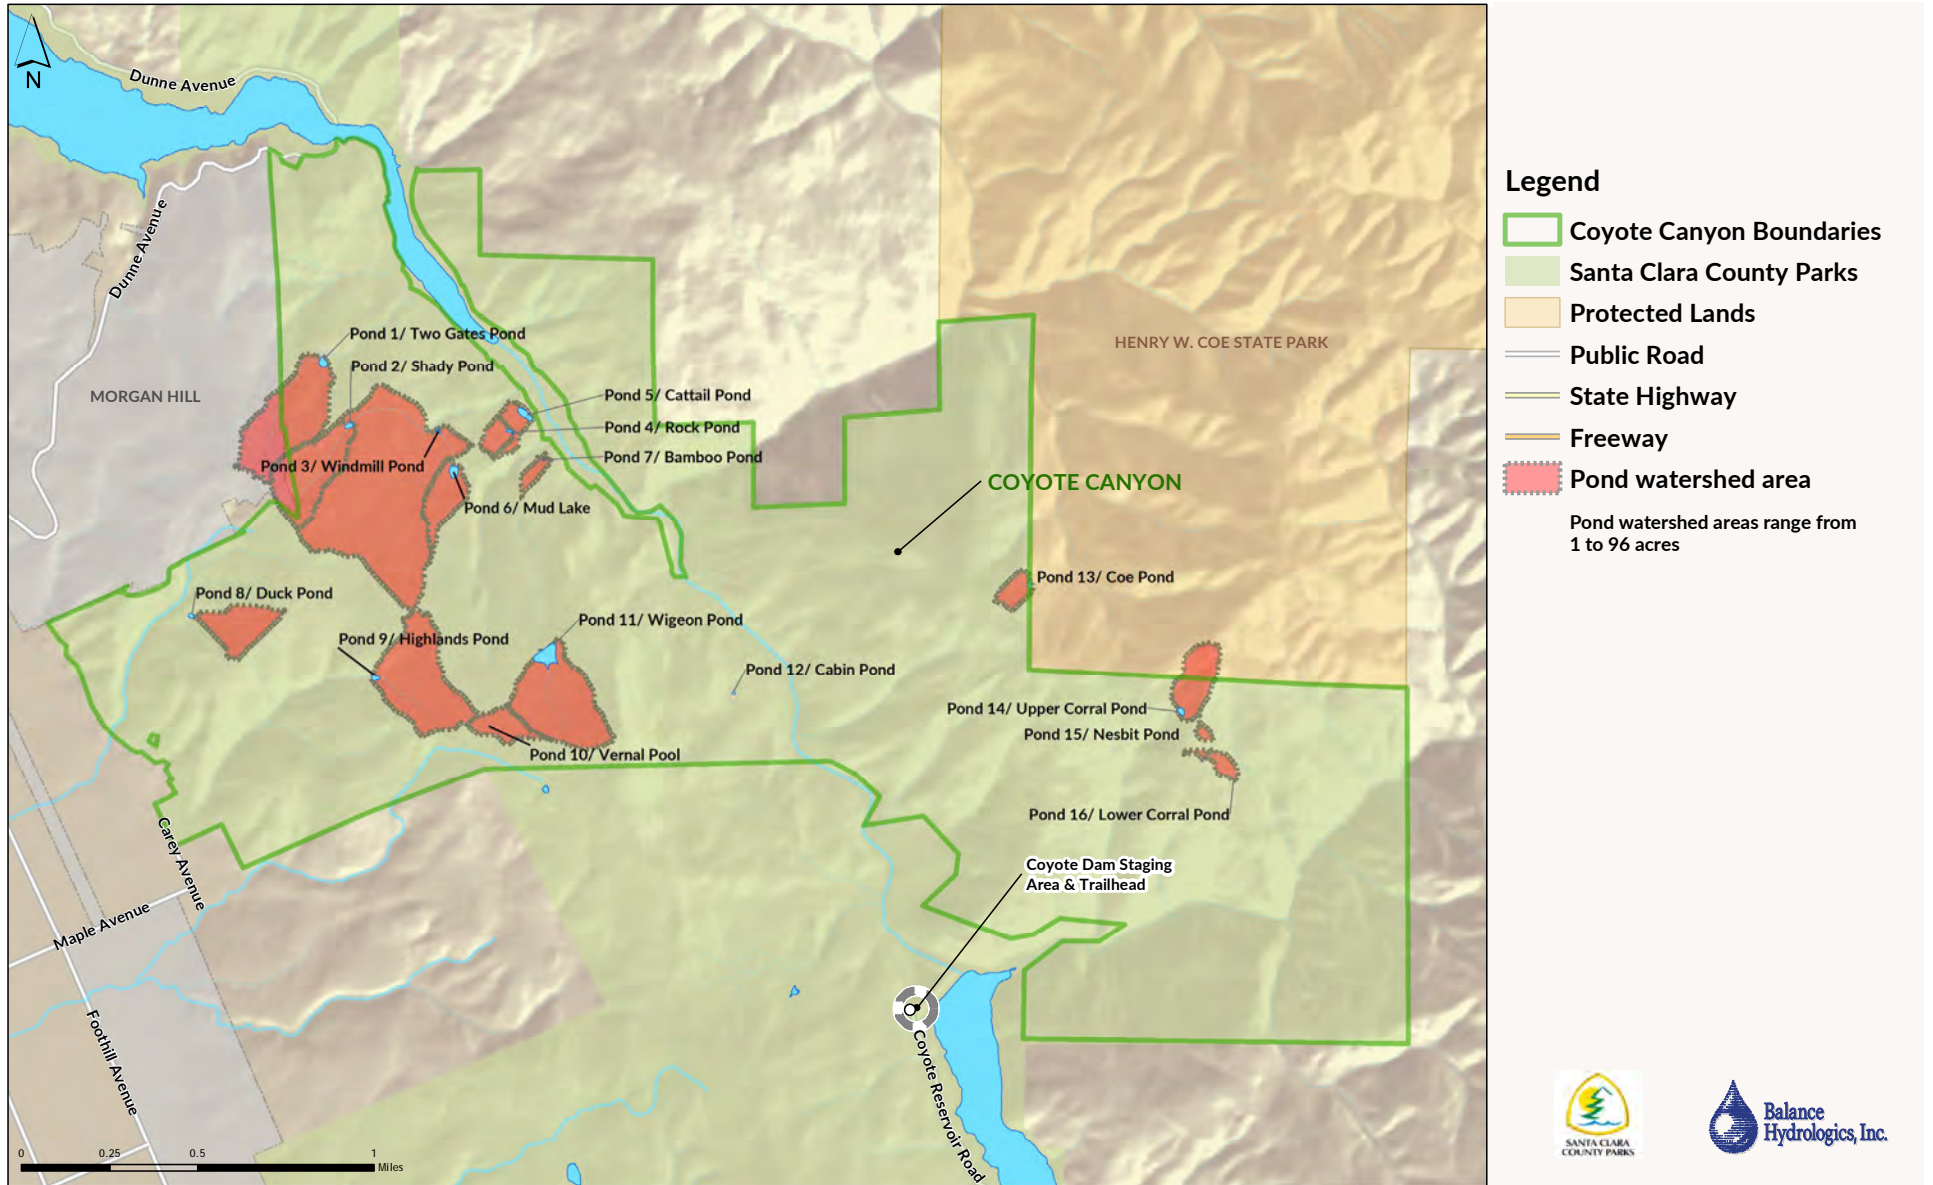 N
Dunne Avenue
Dunne Avenue
MORGAN HILL
Pond 1/ Two Gates Pond
Pond 2/ Shady Pond
Pond 3/ Windmill Pond
Pond 5/ Cattail Pond
Pond 4/ Rock Pond
Pond 7/ Bamboo Pond
Pond 6/ Mud Lake
HENRY W. COE STATE PARK
COYOTE CANYON
Pond 13/ Coe Pond
Pond 8/ Duck Pond
Pond 9/ Highlands Pond
Pond 11/ Wigeon Pond
Pond 12/ Cabin Pond
Pond 10/ Vernal Pool
Pond 14/ Upper Corral Pond
Pond 15/ Nesbit Pond
Pond 16/ Lower Corral Pond
Coyote Dam Staging
Area & Trailhead
Carey Avenue
Maple Avenue
Foothill Avenue
Coyote Reservoir Road
0 0.25 0.5 1
Miles
Legend
Coyote Canyon Boundaries
Santa Clara County Parks
Protected Lands
Public Road
State Highway
Freeway
Pond watershed area
Pond watershed areas range from
1 to 96 acres
SANTA CLARA
COUNTY PARKS
Balance
Hydrologics, Inc.